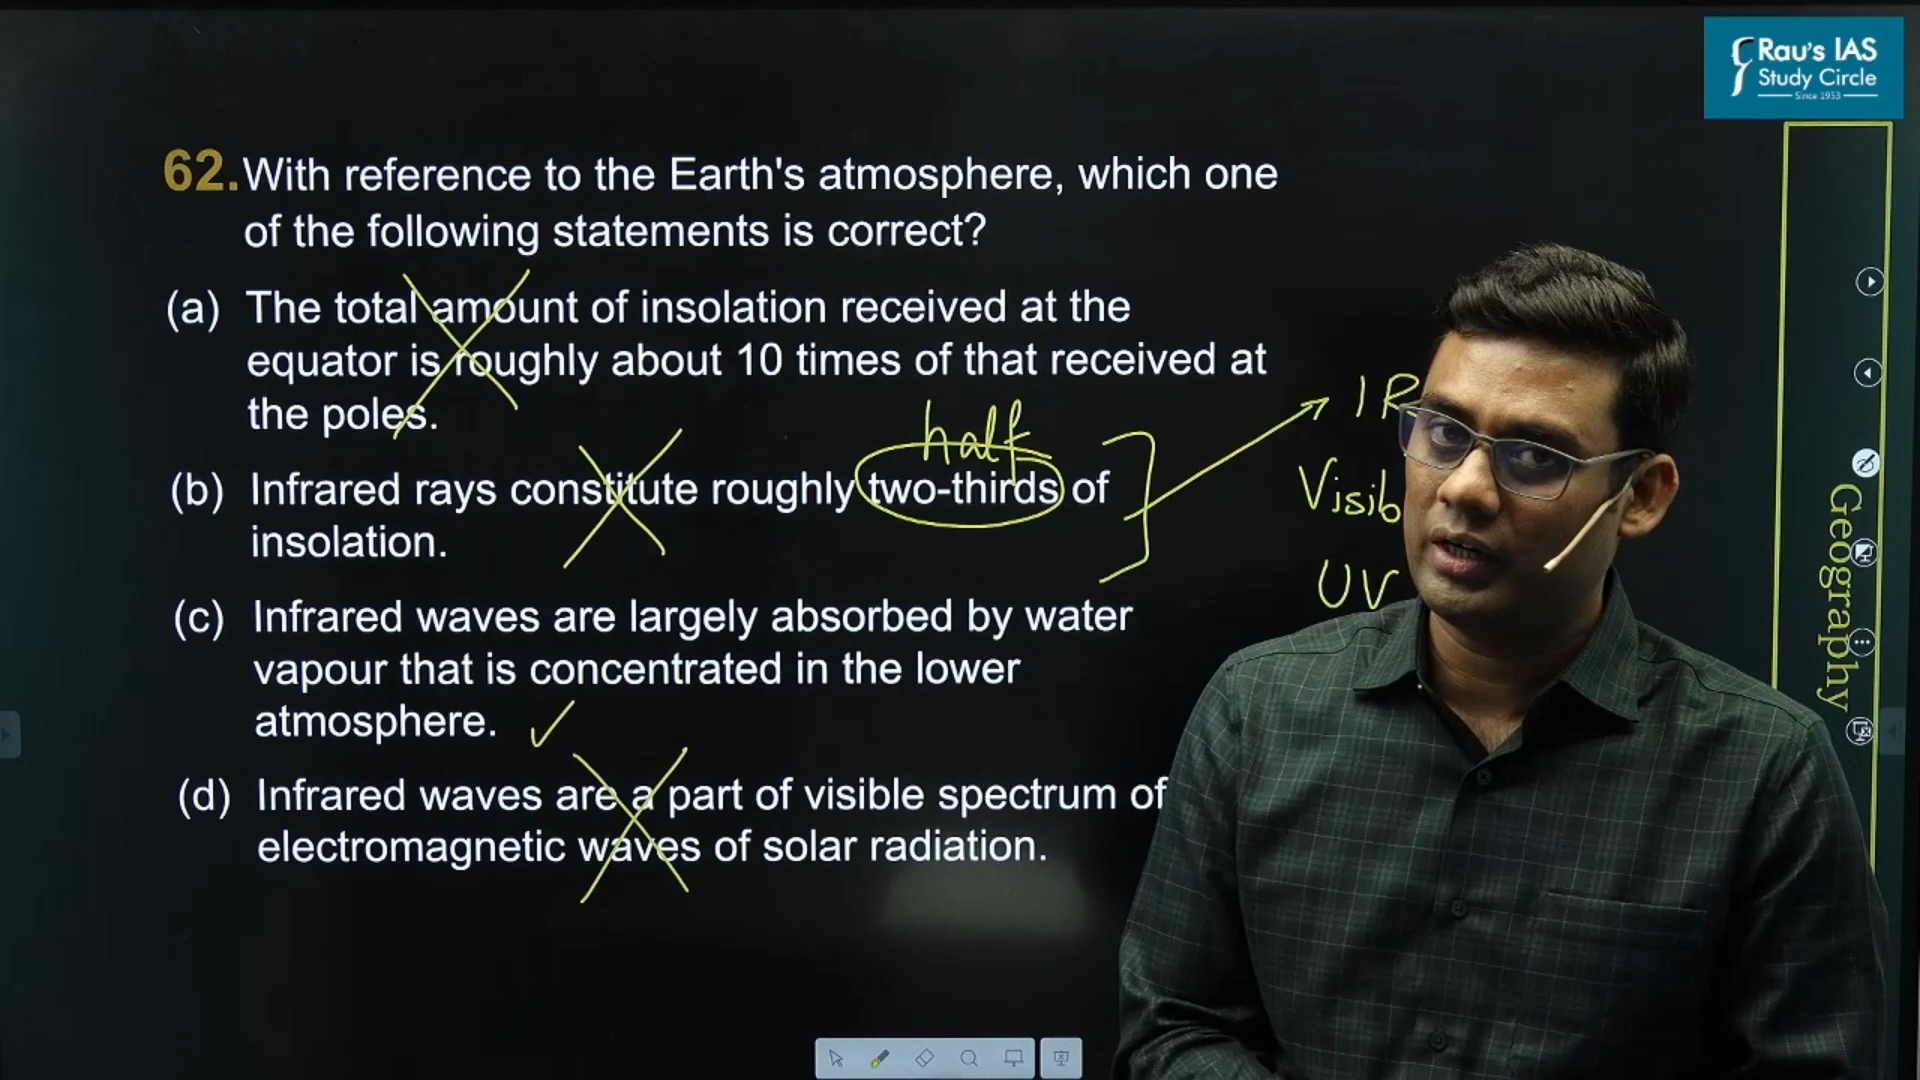 Rau's IAS
Study Circle
Since 1953
62. With reference to the Earth's atmosphere, which one
of the following statements is correct?
(a) The total amount of insolation received at the
equator is roughly about 10 times of that received at
the poles.
half
(b) Infrared rays constitute roughly two-thirds of
insolation.
(c) Infrared waves are largely absorbed by water
vapour that is concentrated in the lower
atmosphere.
(d) Infrared waves are a part of visible spectrum of
electromagnetic waves of solar radiation.
IR
Visib
UV
Geography